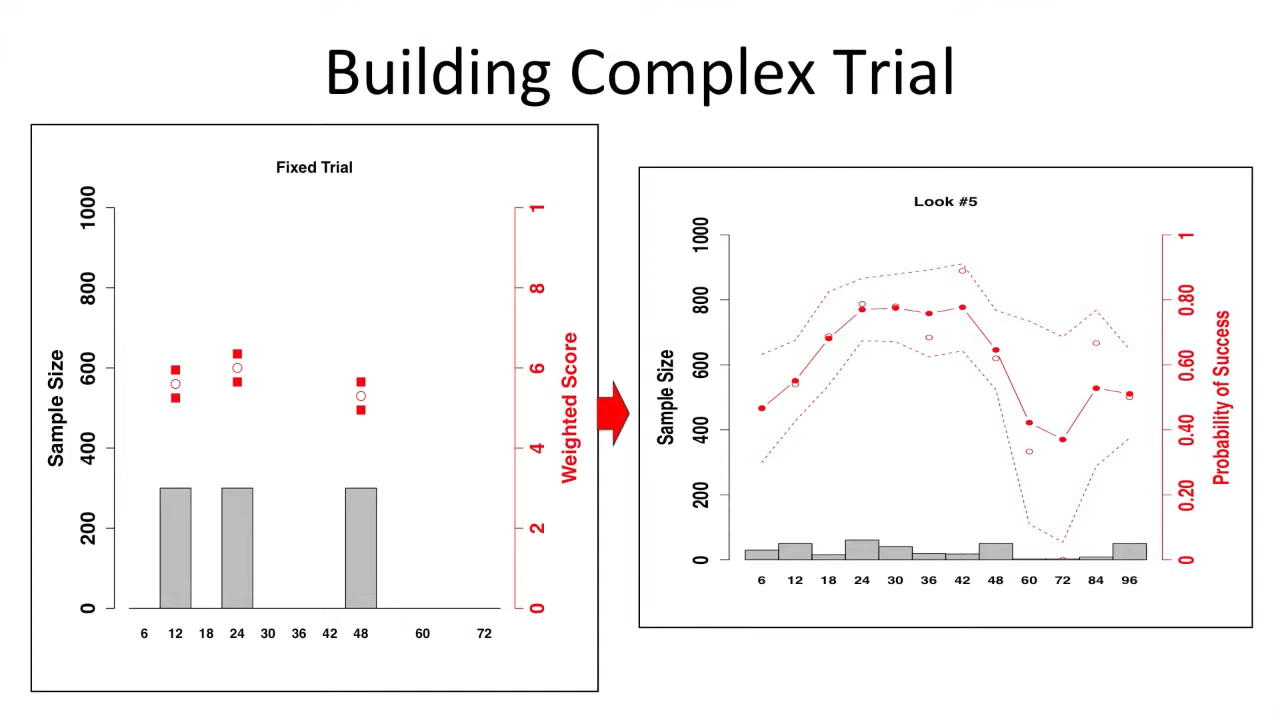 Building Complex Trial
Fixed Trial
Sample Size
0 200 400 600 800 1000
6 12 18 24 30 36 42 48 60 72
0 2 4 6 8 1
Weighted Score
Look #5
Sample Size
0 200 400 600 800 1000
6 12 18 24 30 36 42 48 60 72 84 96
0 0.20 0.40 0.60 0.80 1
Probability of Success